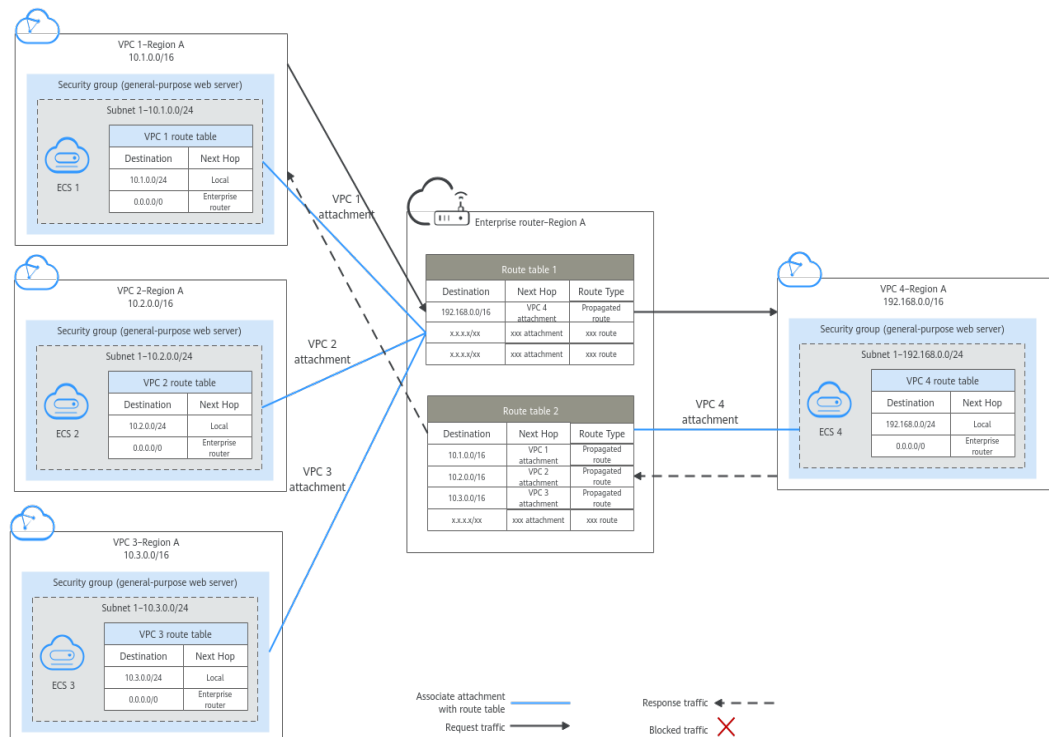 VPC 1-Region A
10.1.0.0/16
Security group (general-purpose web server)
Subnet 1-10.1.0.0/24
VPC 1 route table
Destination Next Hop
10.1.0.0/24 Local
0.0.0.0/0 Enterprise
router
ECS 1
VPC 2-Region A
10.2.0.0/16
Security group (general-purpose web server)
Subnet 1-10.2.0.0/24
VPC 2 route table
Destination Next Hop
10.2.0.0/24 Local
0.0.0.0/0 Enterprise
router
ECS 2
VPC 3-Region A
10.3.0.0/16
Security group (general-purpose web server)
Subnet 1-10.3.0.0/24
VPC 3 route table
Destination Next Hop
10.3.0.0/24 Local
0.0.0.0/0 Enterprise
router
ECS 3
VPC 1
attachment
VPC 2
attachment
VPC 3
attachment
Enterprise router-Region A
Route table 1
Destination Next Hop Route Type
192.168.0.0/16 VPC 4
attachment Propagated
route
x.x.x.x/xx xxx attachment xxx route
x.x.x.x/xx xxx attachment xxx route
Route table 2
Destination Next Hop Route Type
10.1.0.0/16 VPC 1
attachment Propagated
route
10.2.0.0/16 VPC 2
attachment Propagated
route
10.3.0.0/16 VPC 3
attachment Propagated
route
x.x.x.x/xx xxx attachment xxx route
VPC 4
attachment
VPC 4-Region A
192.168.0.0/16
Security group (general-purpose web server)
Subnet 1-192.168.0.0/24
VPC 4 route table
Destination Next Hop
192.168.0.0/24 Local
0.0.0.0/0 Enterprise
router
ECS 4
Associate attachment
with route table
Request traffic
Response traffic
Blocked traffic